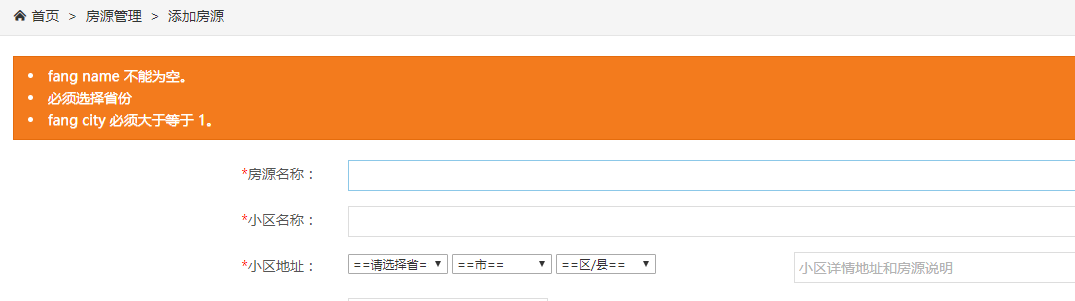 首页 > 房源管理 > 添加房源
fang name 不能为空。
必须选择省份
fang city 必须大于等于 1。
*房源名称：
*小区名称：
*小区地址： ==请选择省= ==市== ==区/县== 小区详情地址和房源说明